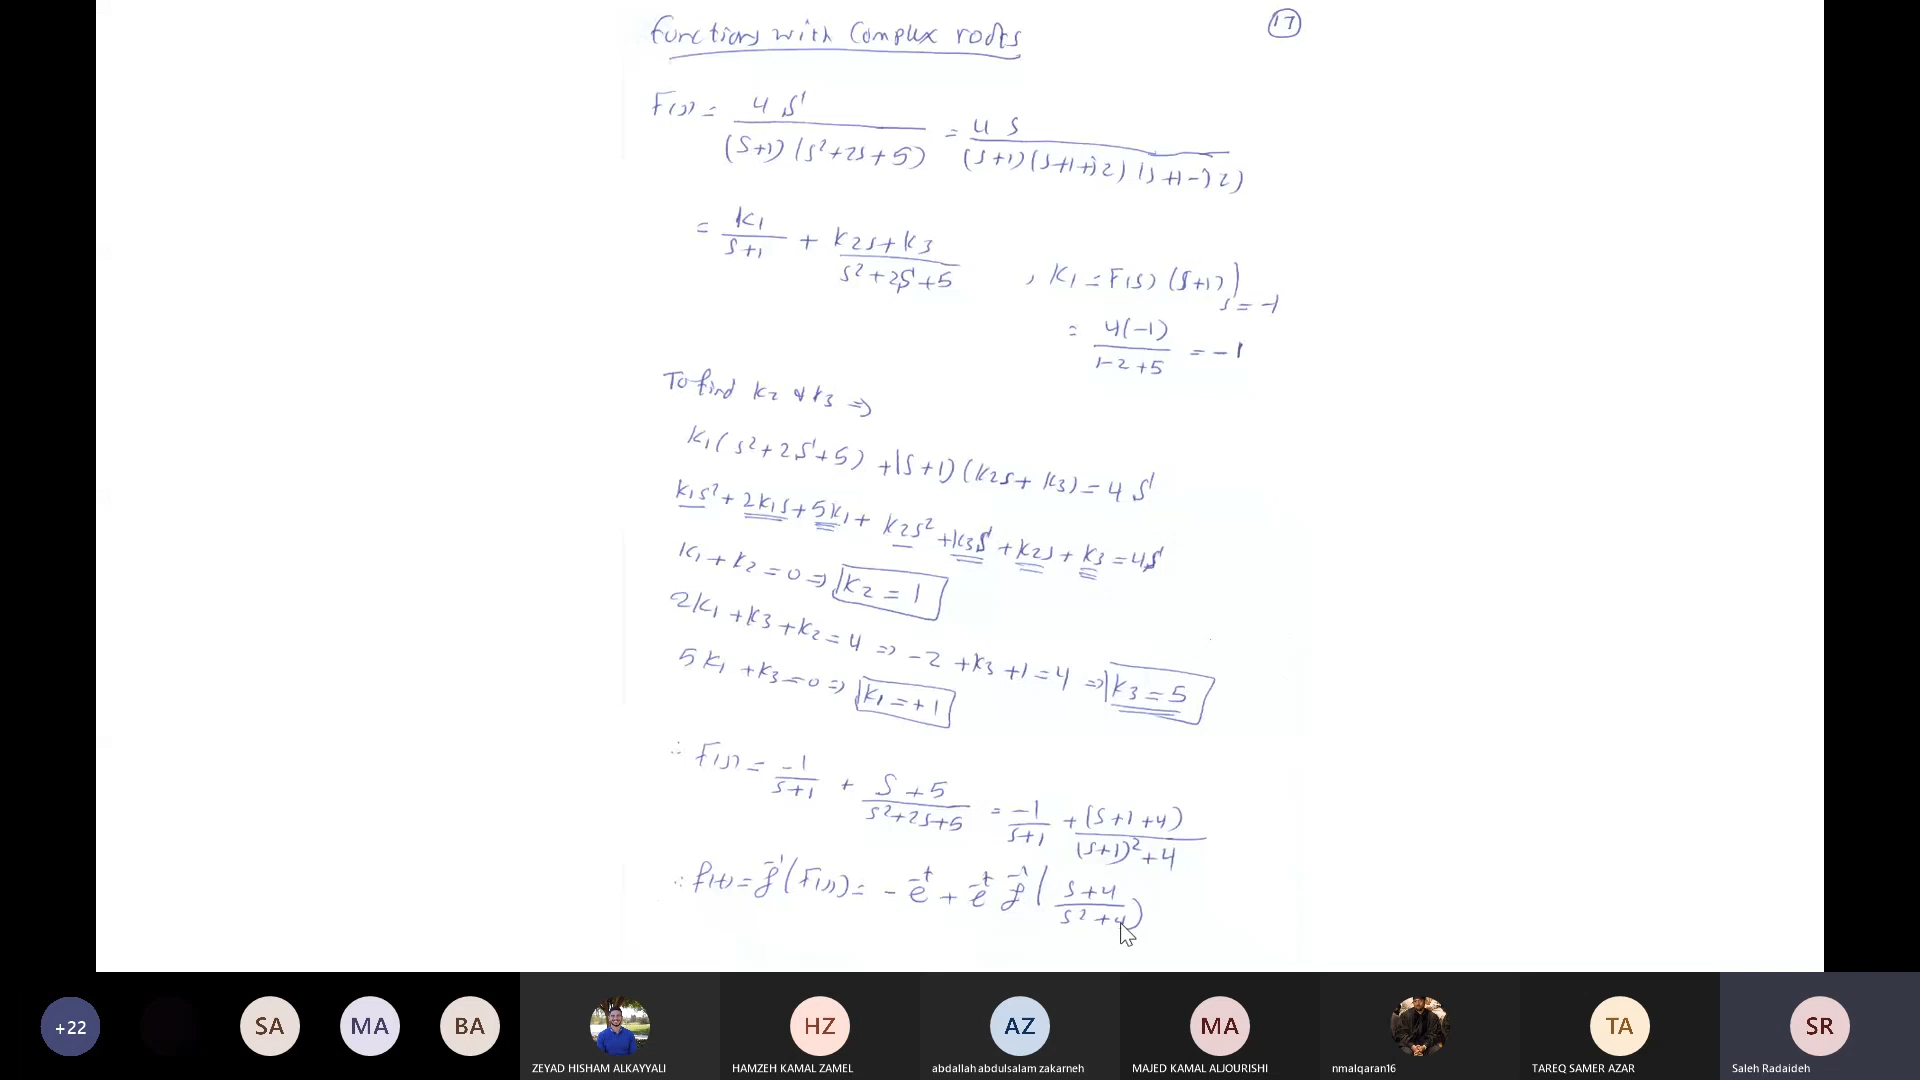 functions with Complex roots
17
F(s) = 4 s / (s+1) (s²+2s+5) = 4 s / (s+1)(s+1+j2)(s+1-j2)
= k1 / s+1 + k2s+k3 / s²+2s+5 , k1 = F(s) (s+1)| s=-1
= 4(-1) / 1-2+5 = -1
To find k2 & k3 ⇒
k1(s²+2s+5) + (s+1)(k2s+k3) = 4s
k1s² + 2k1s + 5k1 + k2s² + k3s + k2s + k3 = 4s
k1 + k2 = 0 ⇒ k2 = 1
2k1 + k3 + k2 = 4 ⇒ -2 + k3 + 1 = 4 ⇒ k3 = 5
5k1 + k3 = 0 ⇒ k1 = +1
∴ F(s) = -1 / s+1 + s+5 / s²+2s+5 = -1 / s+1 + (s+1+4) / (s+1)²+4
∴ f(t) = ℒ⁻¹(F(s)) = - e⁻ᵗ + e⁻ᵗ ℒ⁻¹( s+4 / s²+4 )
+22
SA
MA
BA
ZEYAD HISHAM ALKAYYALI
HZ
HAMZEH KAMAL ZAMEL
AZ
abdallah abdulsalam zakarneh
MA
MAJED KAMAL ALJOURISHI
nmalqaran16
TA
TAREQ SAMER AZAR
SR
Saleh Radaideh